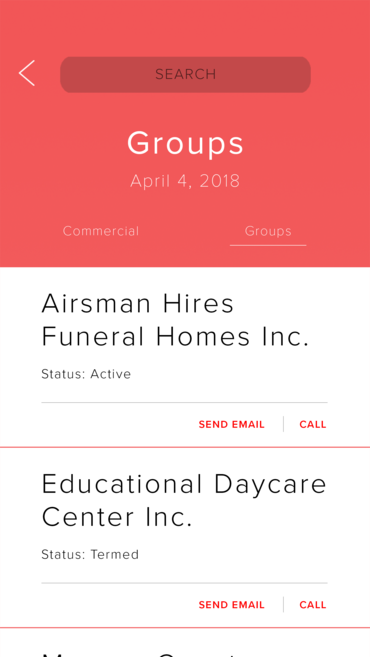 SEARCH
Groups
April 4, 2018
Commercial
Groups
Airsman Hires
Funeral Homes Inc.
Status: Active
SEND EMAIL
CALL
Educational Daycare
Center Inc.
Status: Termed
SEND EMAIL
CALL